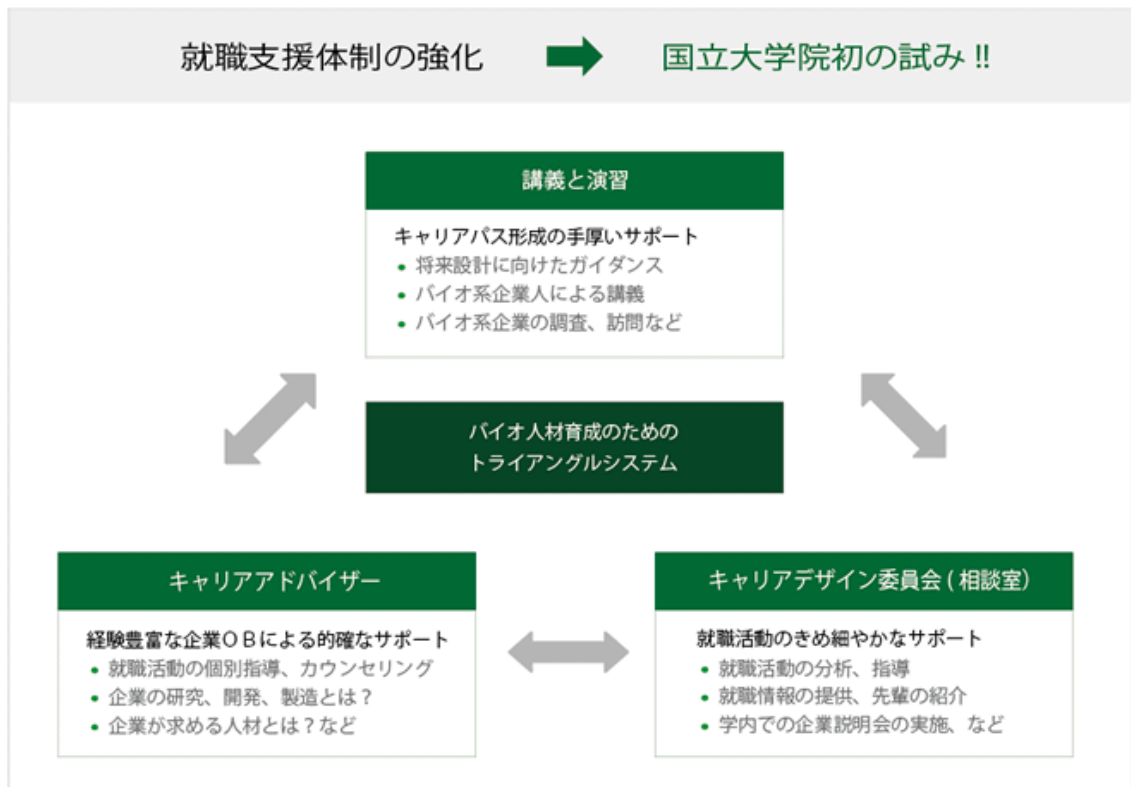 就職支援体制の強化
国立大学院初の試み!!
講義と演習
キャリアパス形成の手厚いサポート
• 将来設計に向けたガイダンス
• バイオ系企業人による講義
• バイオ系企業の調査、訪問など
バイオ人材育成のための
トライアングルシステム
キャリアアドバイザー
経験豊富な企業OBによる的確なサポート
• 就職活動の個別指導、カウンセリング
• 企業の研究、開発、製造とは?
• 企業が求める人材とは?など
キャリアデザイン委員会(相談室)
就職活動のきめ細やかなサポート
• 就職活動の分析、指導
• 就職情報の提供、先輩の紹介
• 学内での企業説明会の実施、など